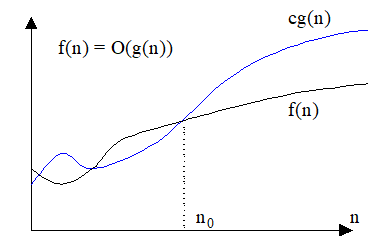 cg(n)
f(n) = O(g(n))
f(n)
n₀
n